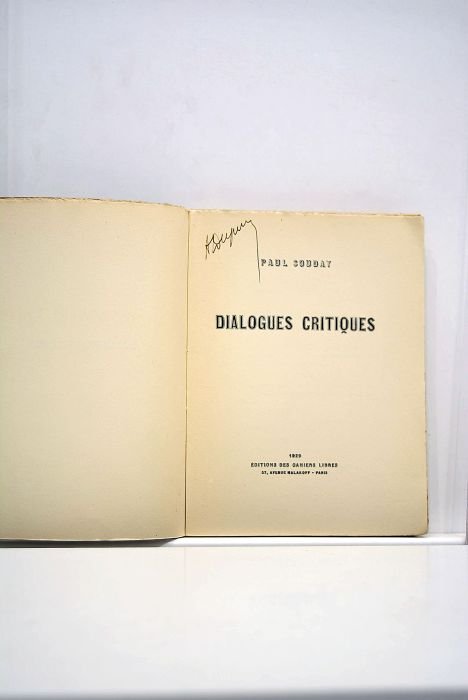 PAUL SOUDAY
DIALOGUES CRITIQUES
1929
ÉDITIONS DES CAHIERS LIBRES
57, AVENUE MALAKOFF - PARIS